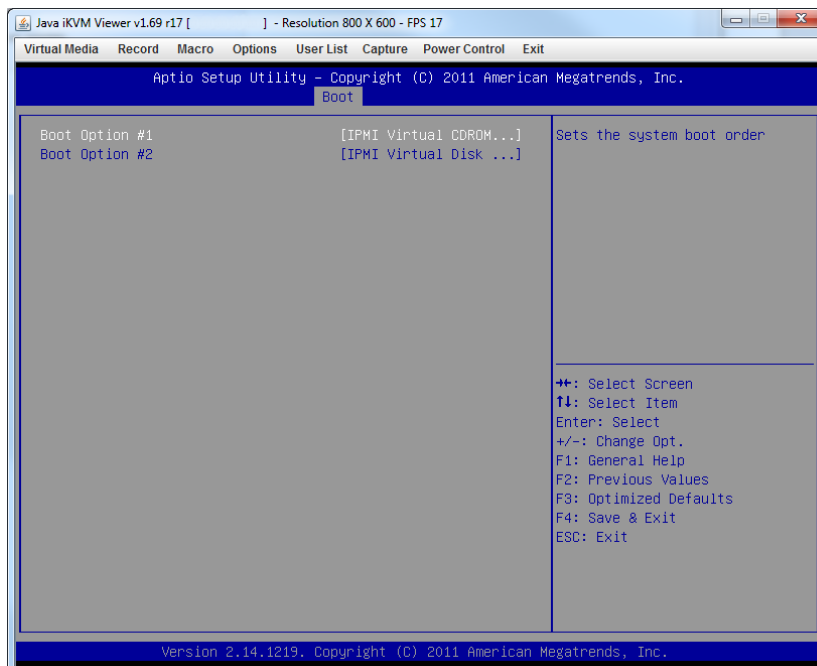 Java iKVM Viewer v1.69 r17 [ ] - Resolution 800 X 600 - FPS 17
Virtual Media Record Macro Options User List Capture Power Control Exit
Aptio Setup Utility – Copyright (C) 2011 American Megatrends, Inc.
Boot
Boot Option #1 [IPMI Virtual CDROM...]
Boot Option #2 [IPMI Virtual Disk ...]
Sets the system boot order
→←: Select Screen
↑↓: Select Item
Enter: Select
+/-: Change Opt.
F1: General Help
F2: Previous Values
F3: Optimized Defaults
F4: Save & Exit
ESC: Exit
Version 2.14.1219. Copyright (C) 2011 American Megatrends, Inc.